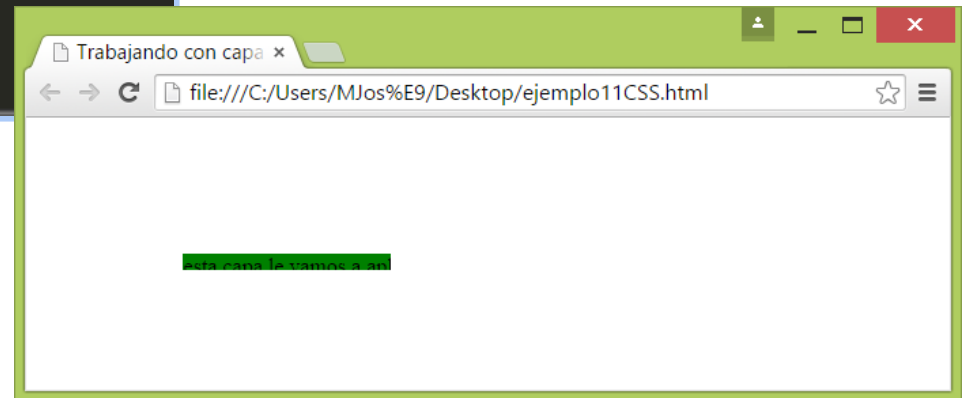 Trabajando con capa
file:///C:/Users/MJos%E9/Desktop/ejemplo11CSS.html
esta capa le vamos a apl